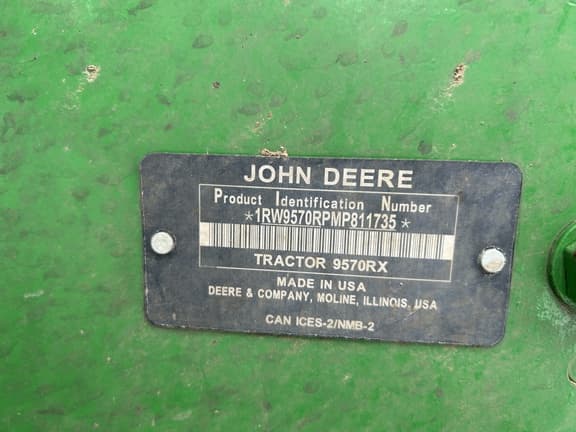 JOHN DEERE
Product Identification Number
*1RW9570RPMP811735*
TRACTOR 9570RX
MADE IN USA
DEERE & COMPANY, MOLINE, ILLINOIS, USA
CAN ICES-2/NMB-2